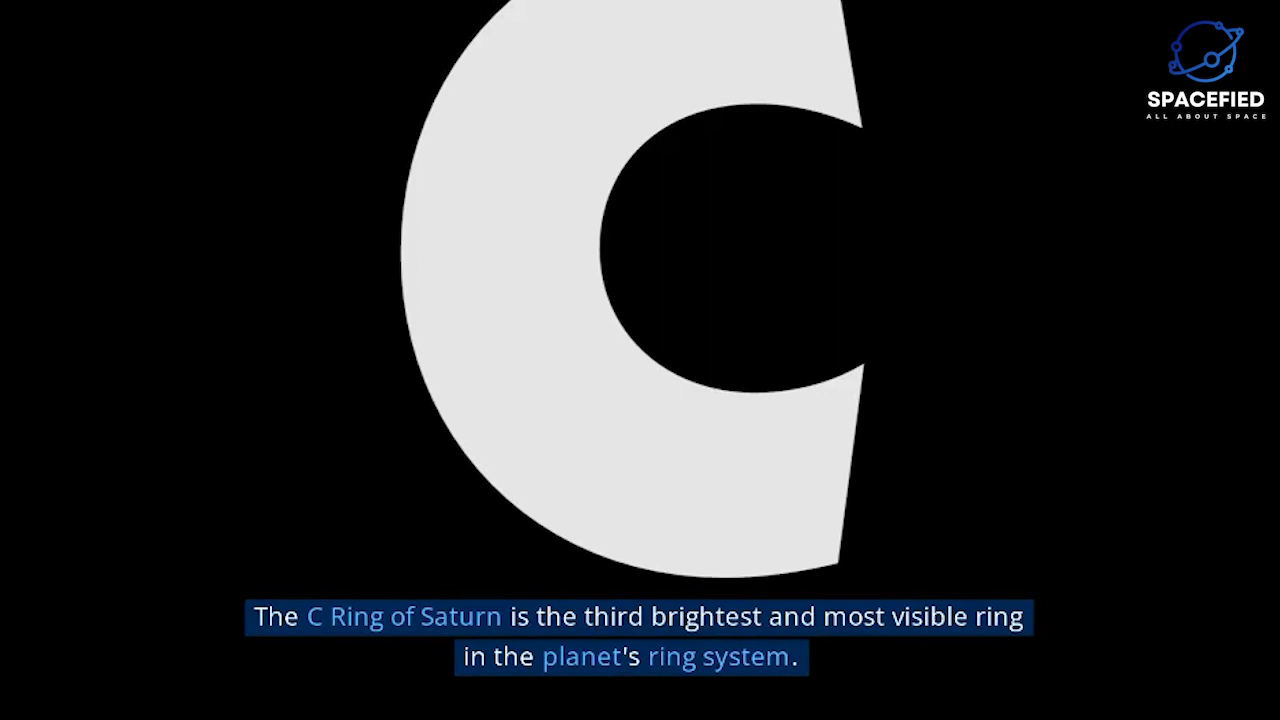 C
SPACEFIED
ALL ABOUT SPACE
The C Ring of Saturn is the third brightest and most visible ring
in the planet's ring system.